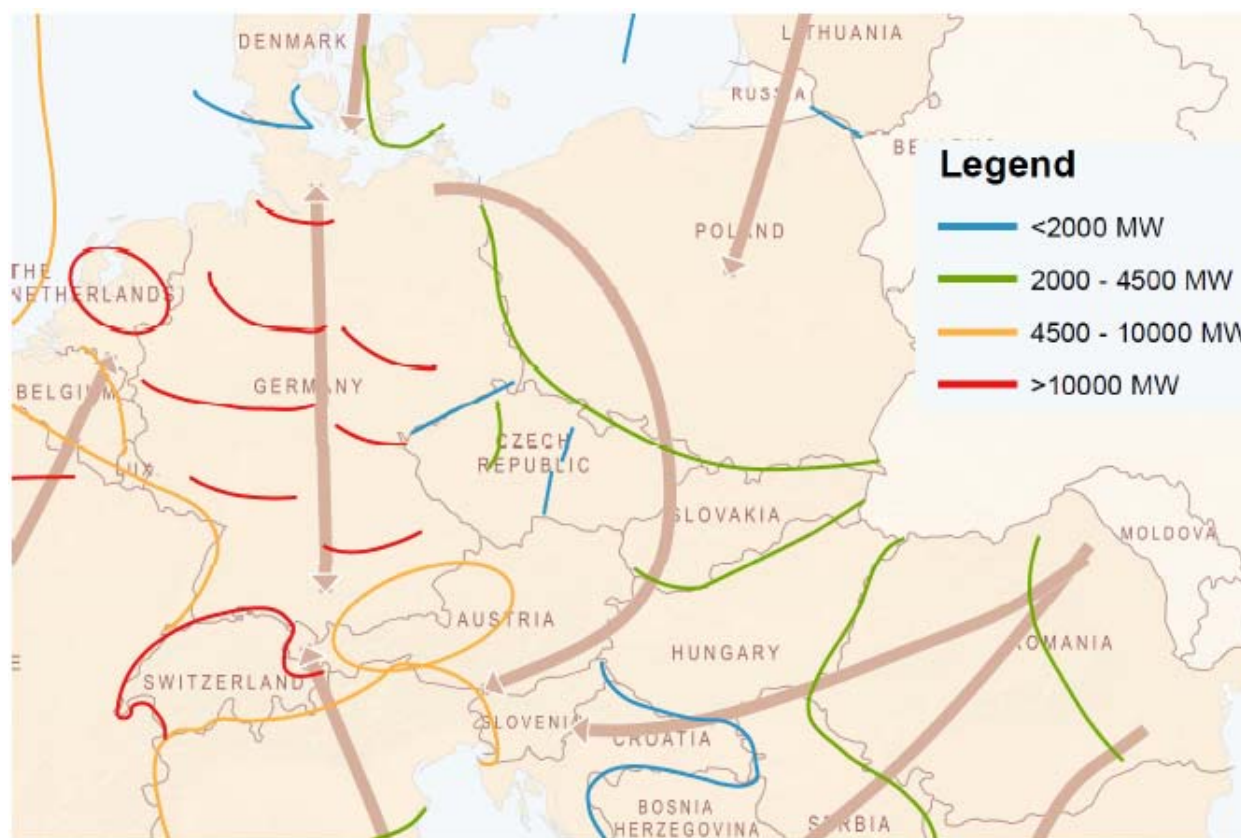 DENMARK
LITHUANIA
RUSSIA
Legend
<2000 MW
2000 - 4500 MW
4500 - 10000 MW
>10000 MW
POLAND
THE
NETHERLANDS
BELGIUM
GERMANY
LUX.
CZECH
REPUBLIC
SLOVAKIA
MOLDOVA
AUSTRIA
HUNGARY
ROMANIA
SWITZERLAND
SLOVENIA
CROATIA
BOSNIA
HERZEGOVINA
SERBIA